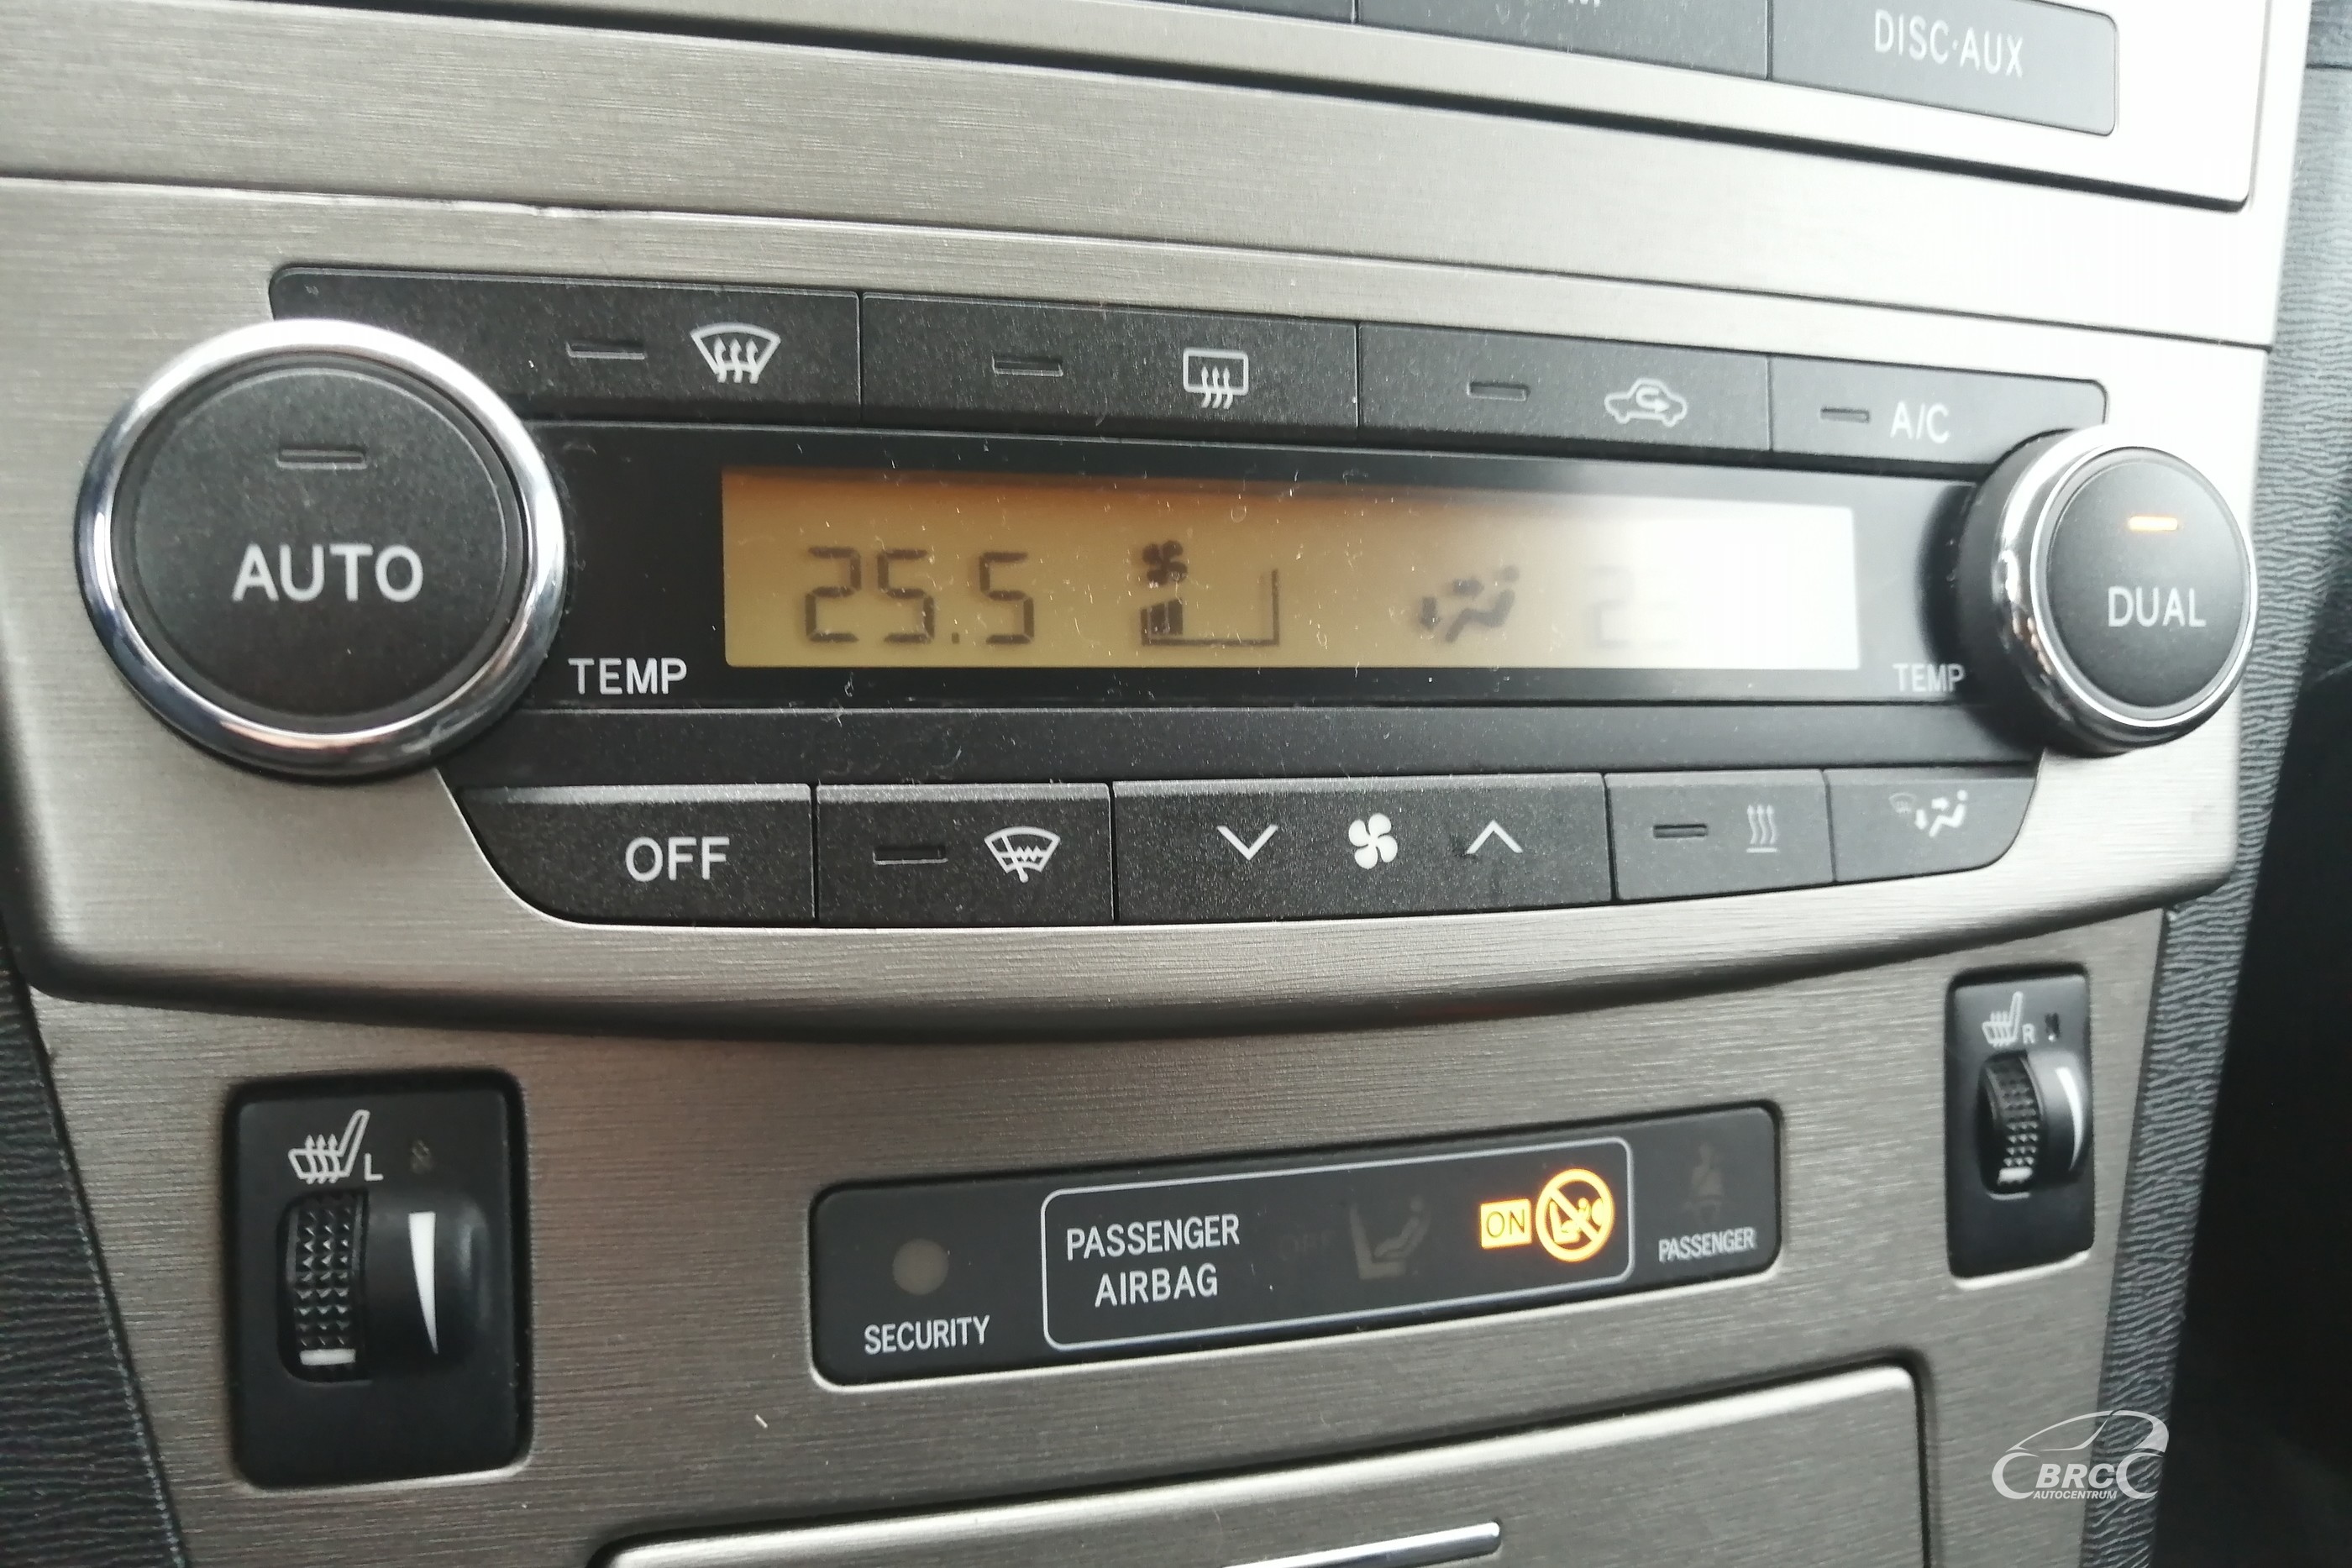 DISC·AUX
A/C
AUTO
25.5
DUAL
TEMP
TEMP
OFF
R
L
ON
PASSENGER
AIRBAG
PASSENGER
SECURITY
BRC
AUTOCENTRUM